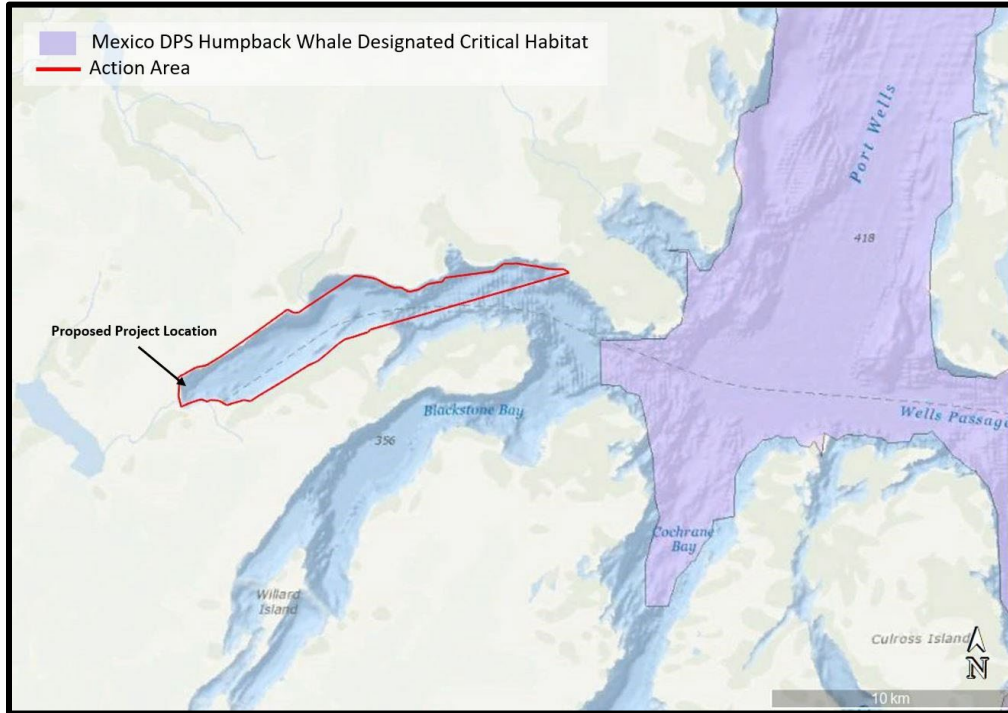 Mexico DPS Humpback Whale Designated Critical Habitat
Action Area
Port Wells
418
Proposed Project Location
Blackstone Bay
Wells Passage
356
Cochrane
Bay
Willard
Island
Culross Island
N
10 km